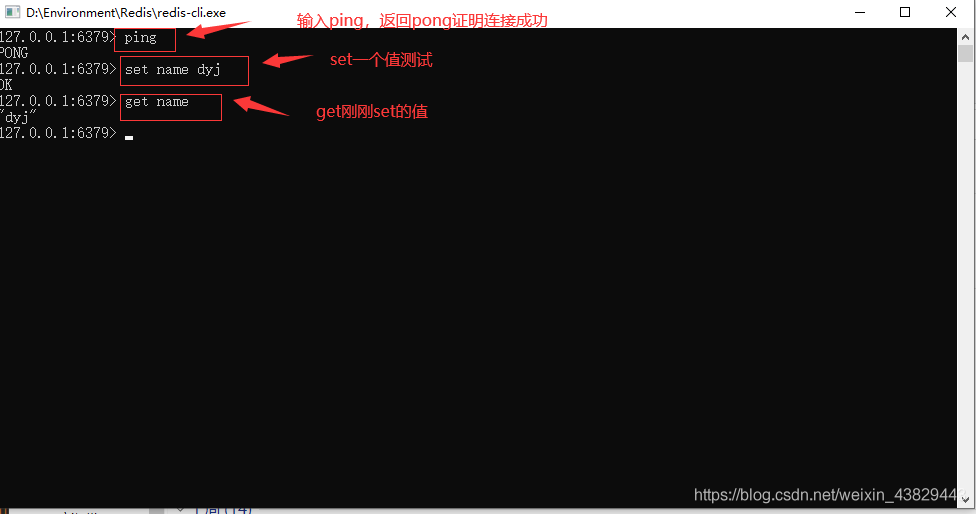 D:\Environment\Redis\redis-cli.exe
输入ping，返回pong证明连接成功
127.0.0.1:6379> ping
PONG
set一个值测试
127.0.0.1:6379> set name dyj
OK
127.0.0.1:6379> get name
get刚刚set的值
"dyj"
127.0.0.1:6379>
https://blog.csdn.net/weixin_43829443